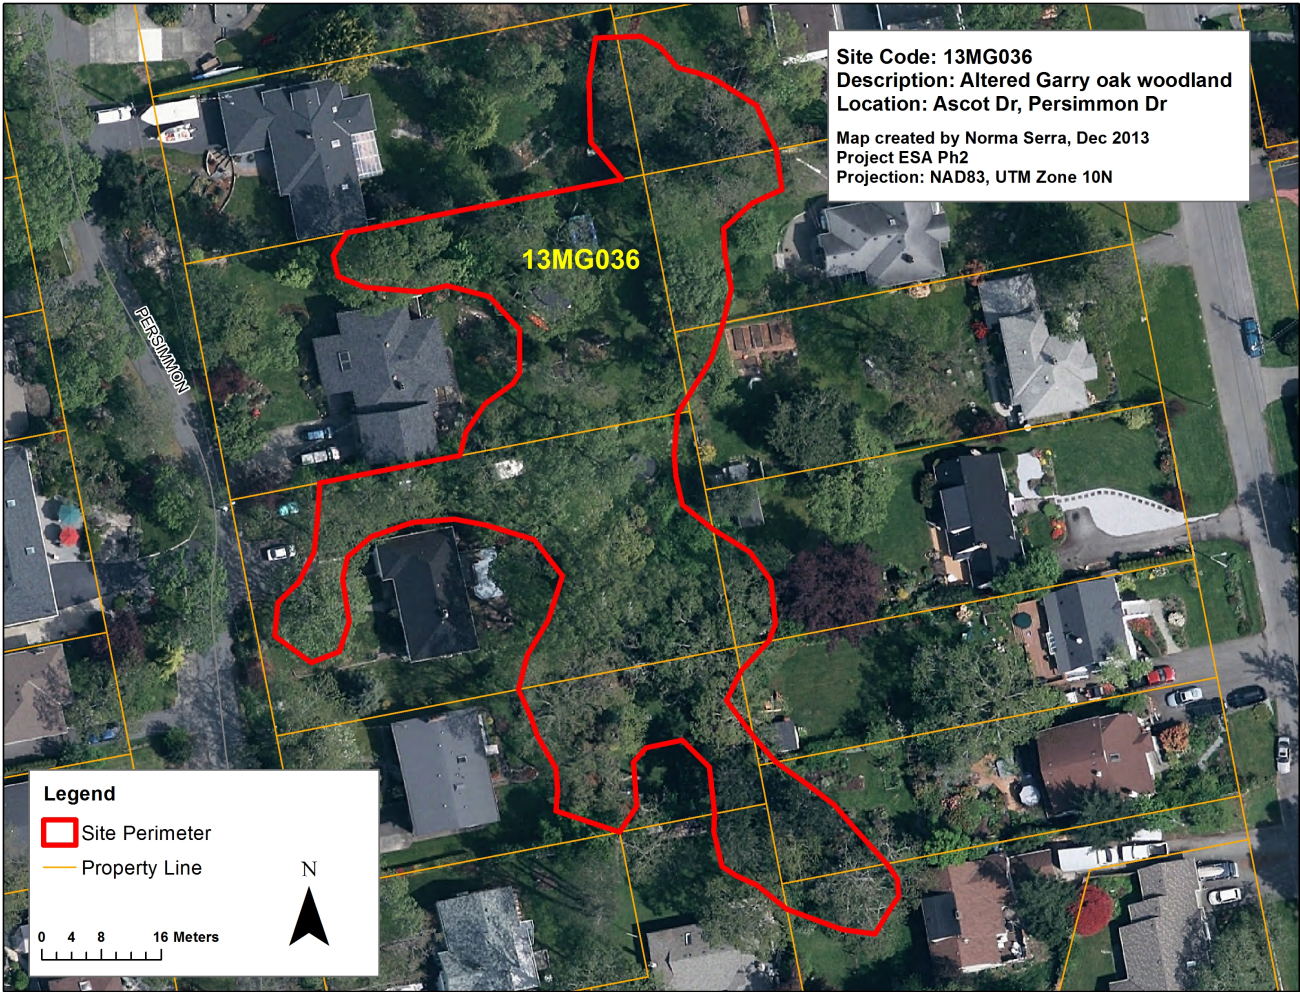 Site Code: 13MG036
Description: Altered Garry oak woodland
Location: Ascot Dr, Persimmon Dr
Map created by Norma Serra, Dec 2013
Project ESA Ph2
Projection: NAD83, UTM Zone 10N
13MG036
PERSIMMON
Legend
Site Perimeter
Property Line
N
0 4 8 16 Meters